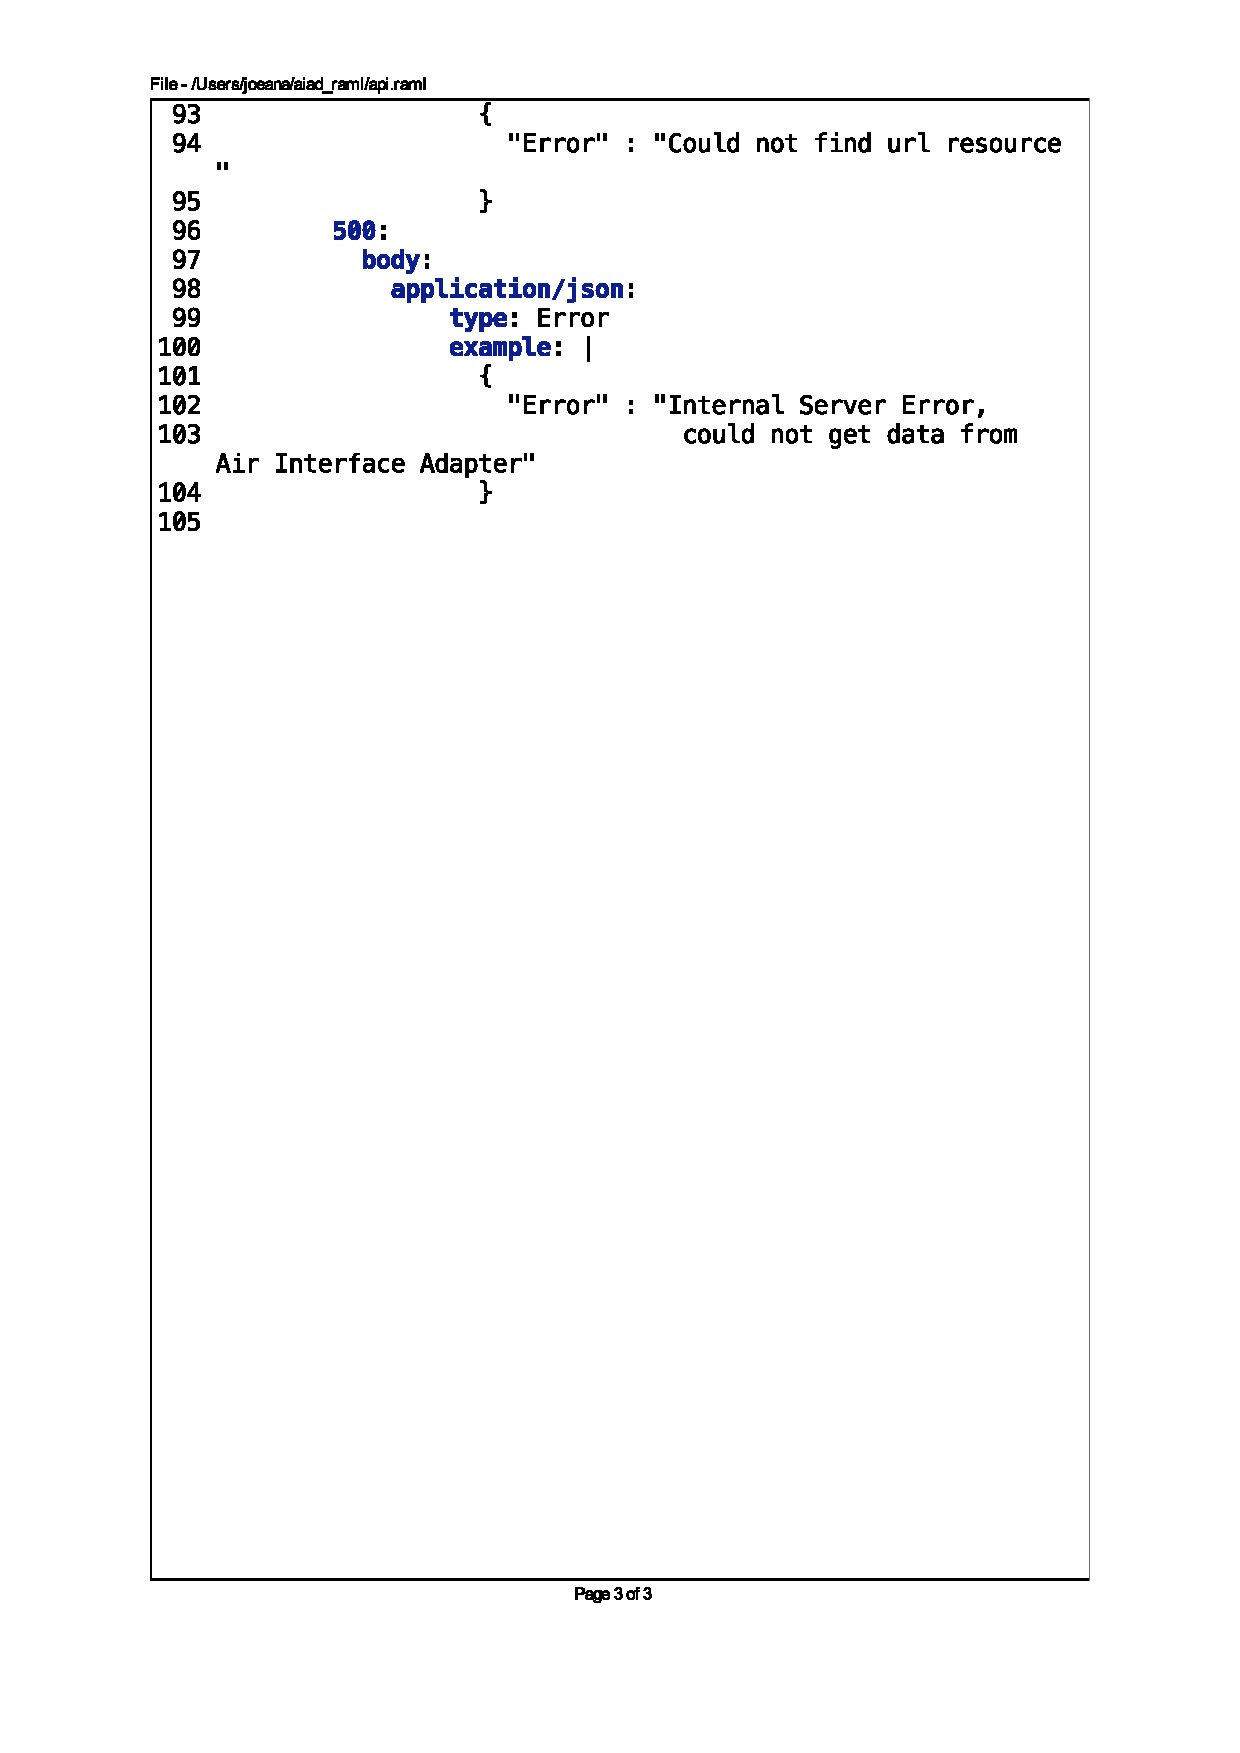 File - /Users/joeana/aiad_raml/api.raml
93                   {
94                     "Error" : "Could not find url resource
"
95                   }
96         500:
97           body:
98             application/json:
99                 type: Error
100                 example: |
101                   {
102                     "Error" : "Internal Server Error,
103                                 could not get data from
Air Interface Adapter"
104                   }
105
Page 3 of 3